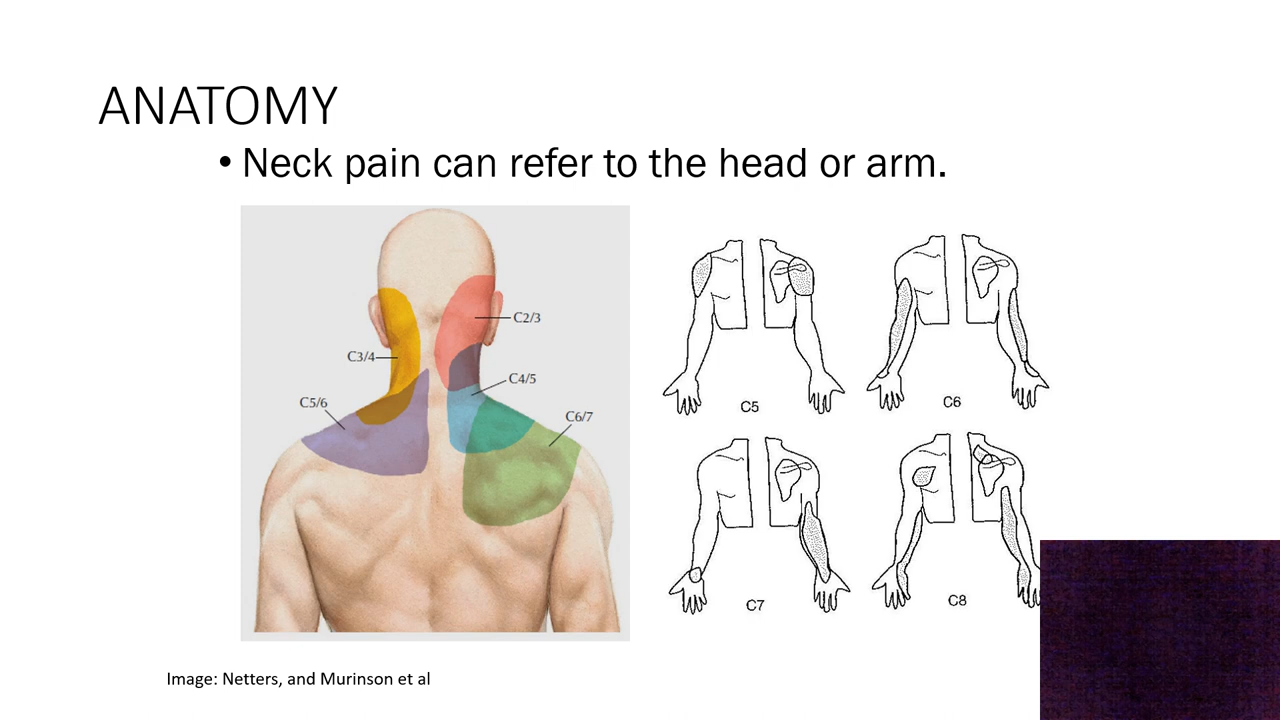 ANATOMY
• Neck pain can refer to the head or arm.
C2/3
C3/4
C4/5
C5/6
C6/7
C5
C6
C7
C8
Image: Netters, and Murinson et al